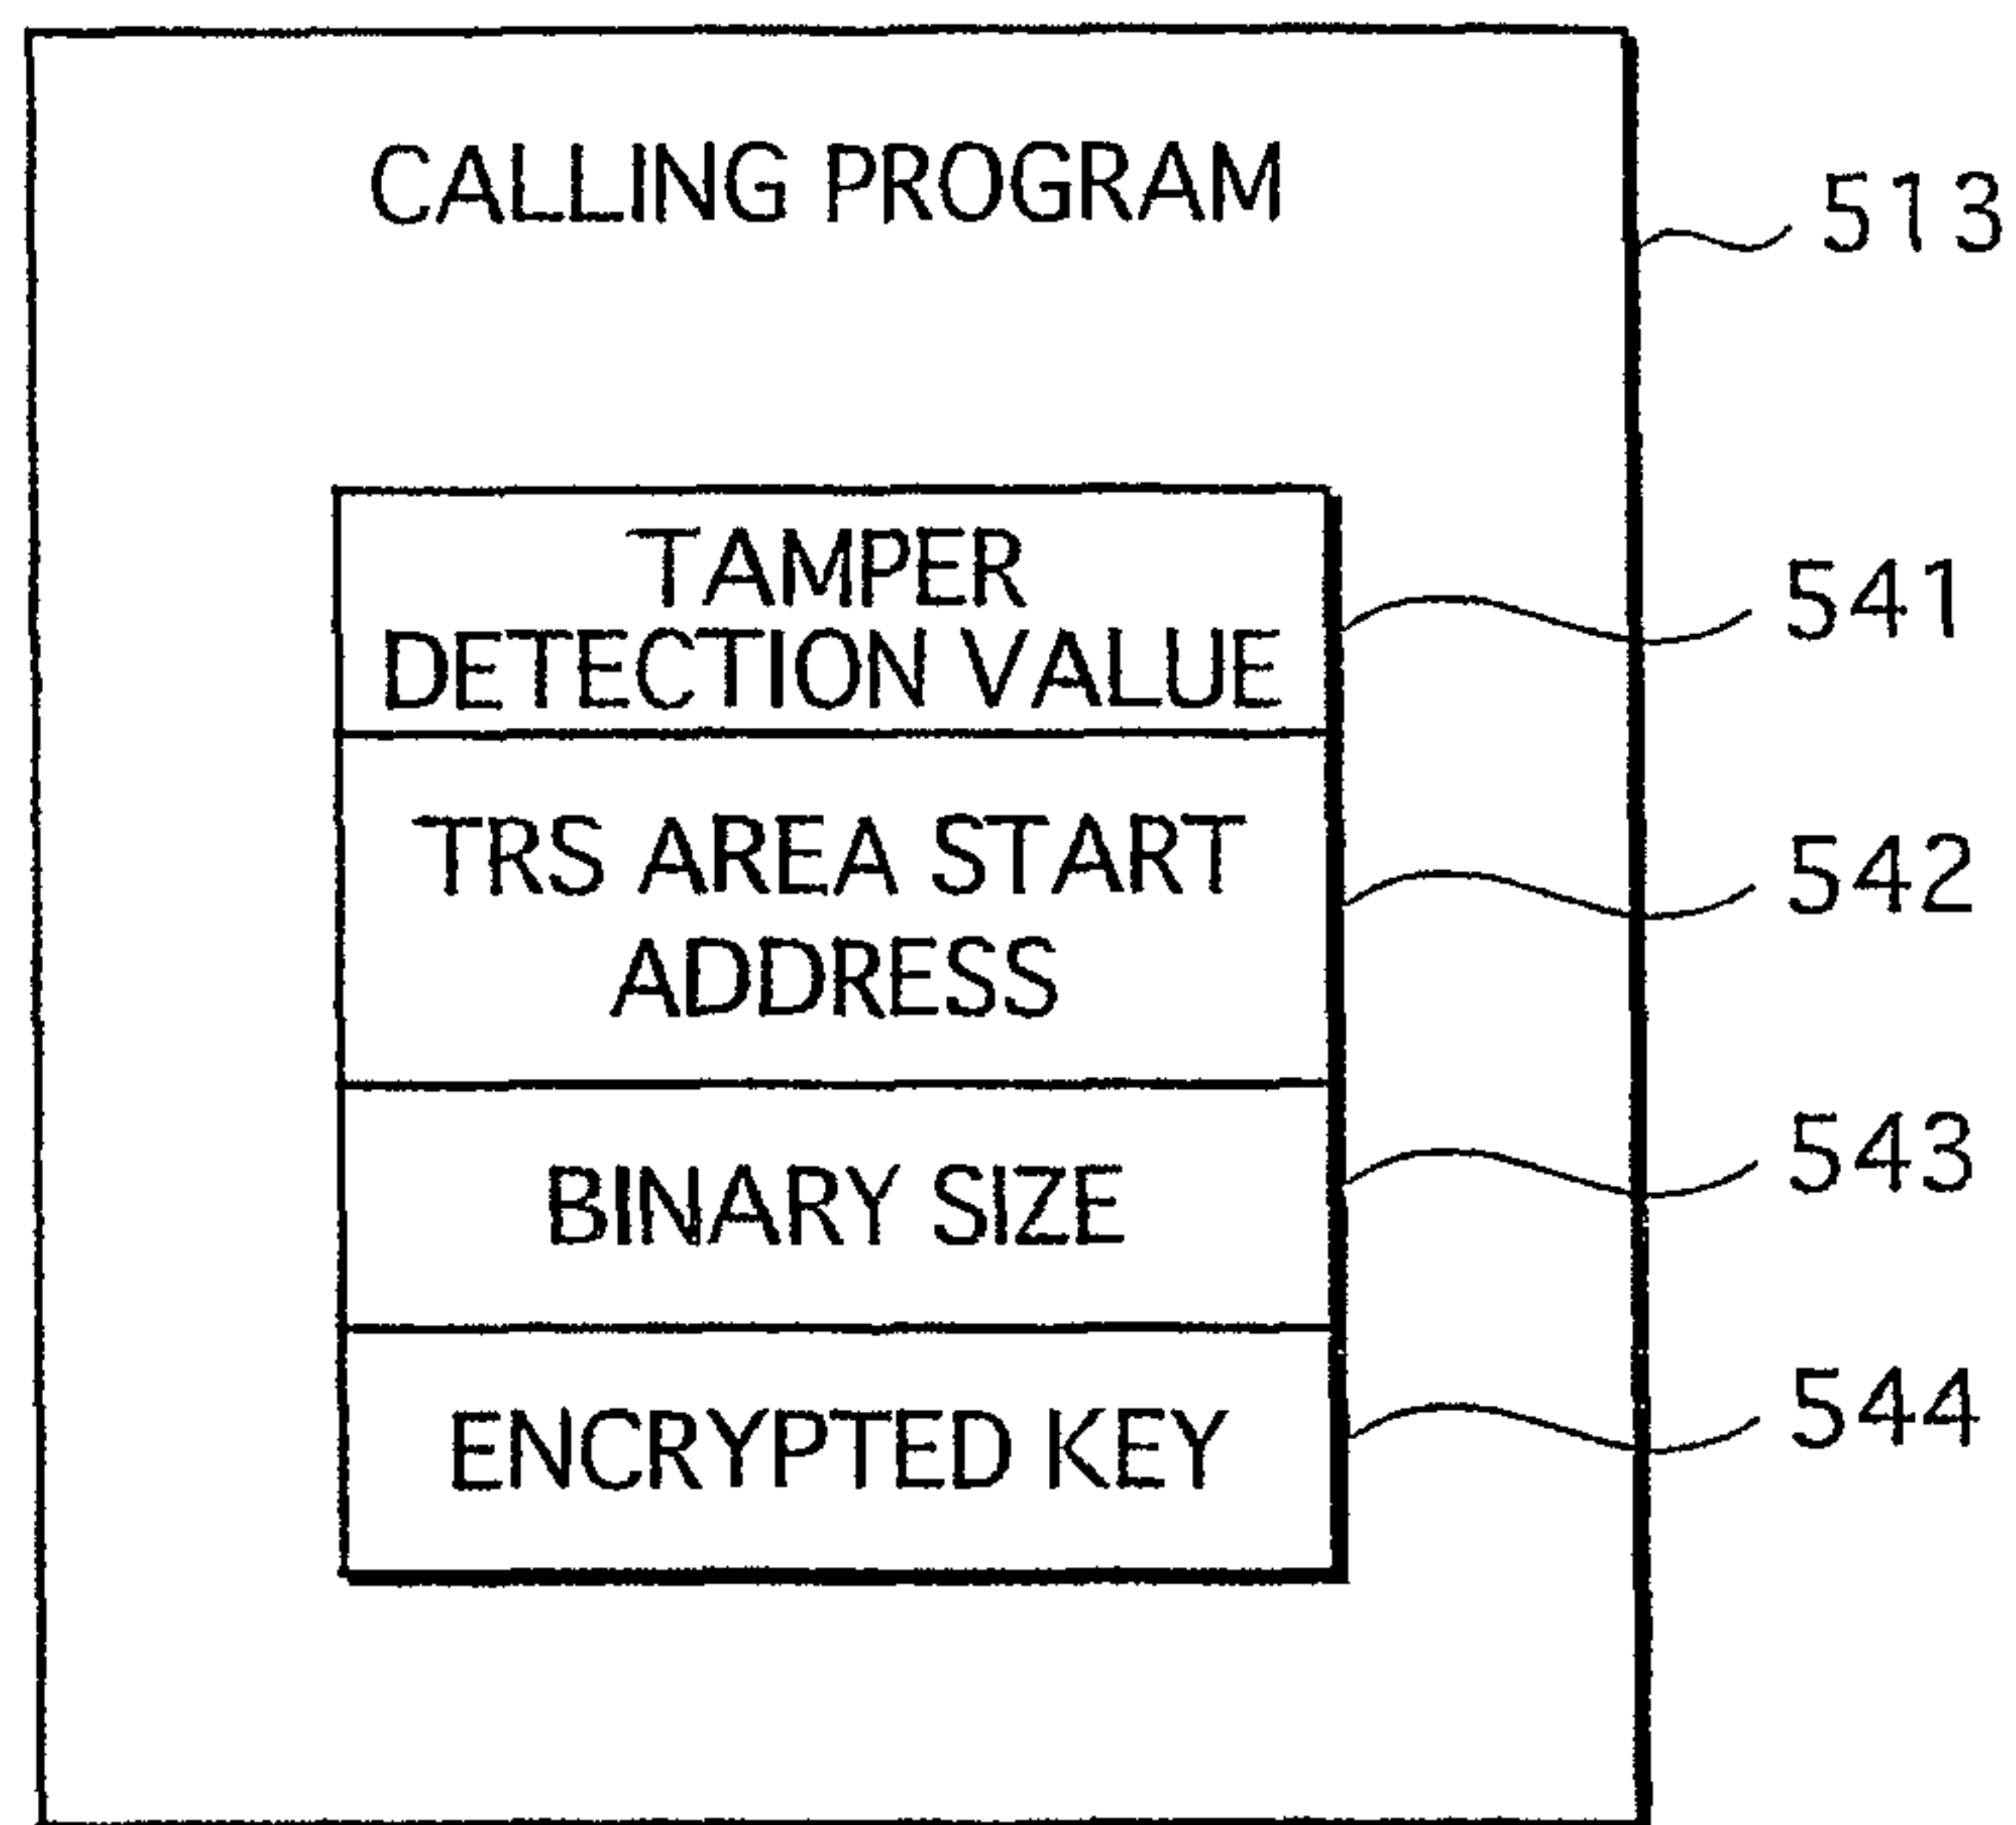 CALLING PROGRAM
513
TAMPER
DETECTION VALUE
541
TRS AREA START
ADDRESS
542
BINARY SIZE
543
ENCRYPTED KEY
544